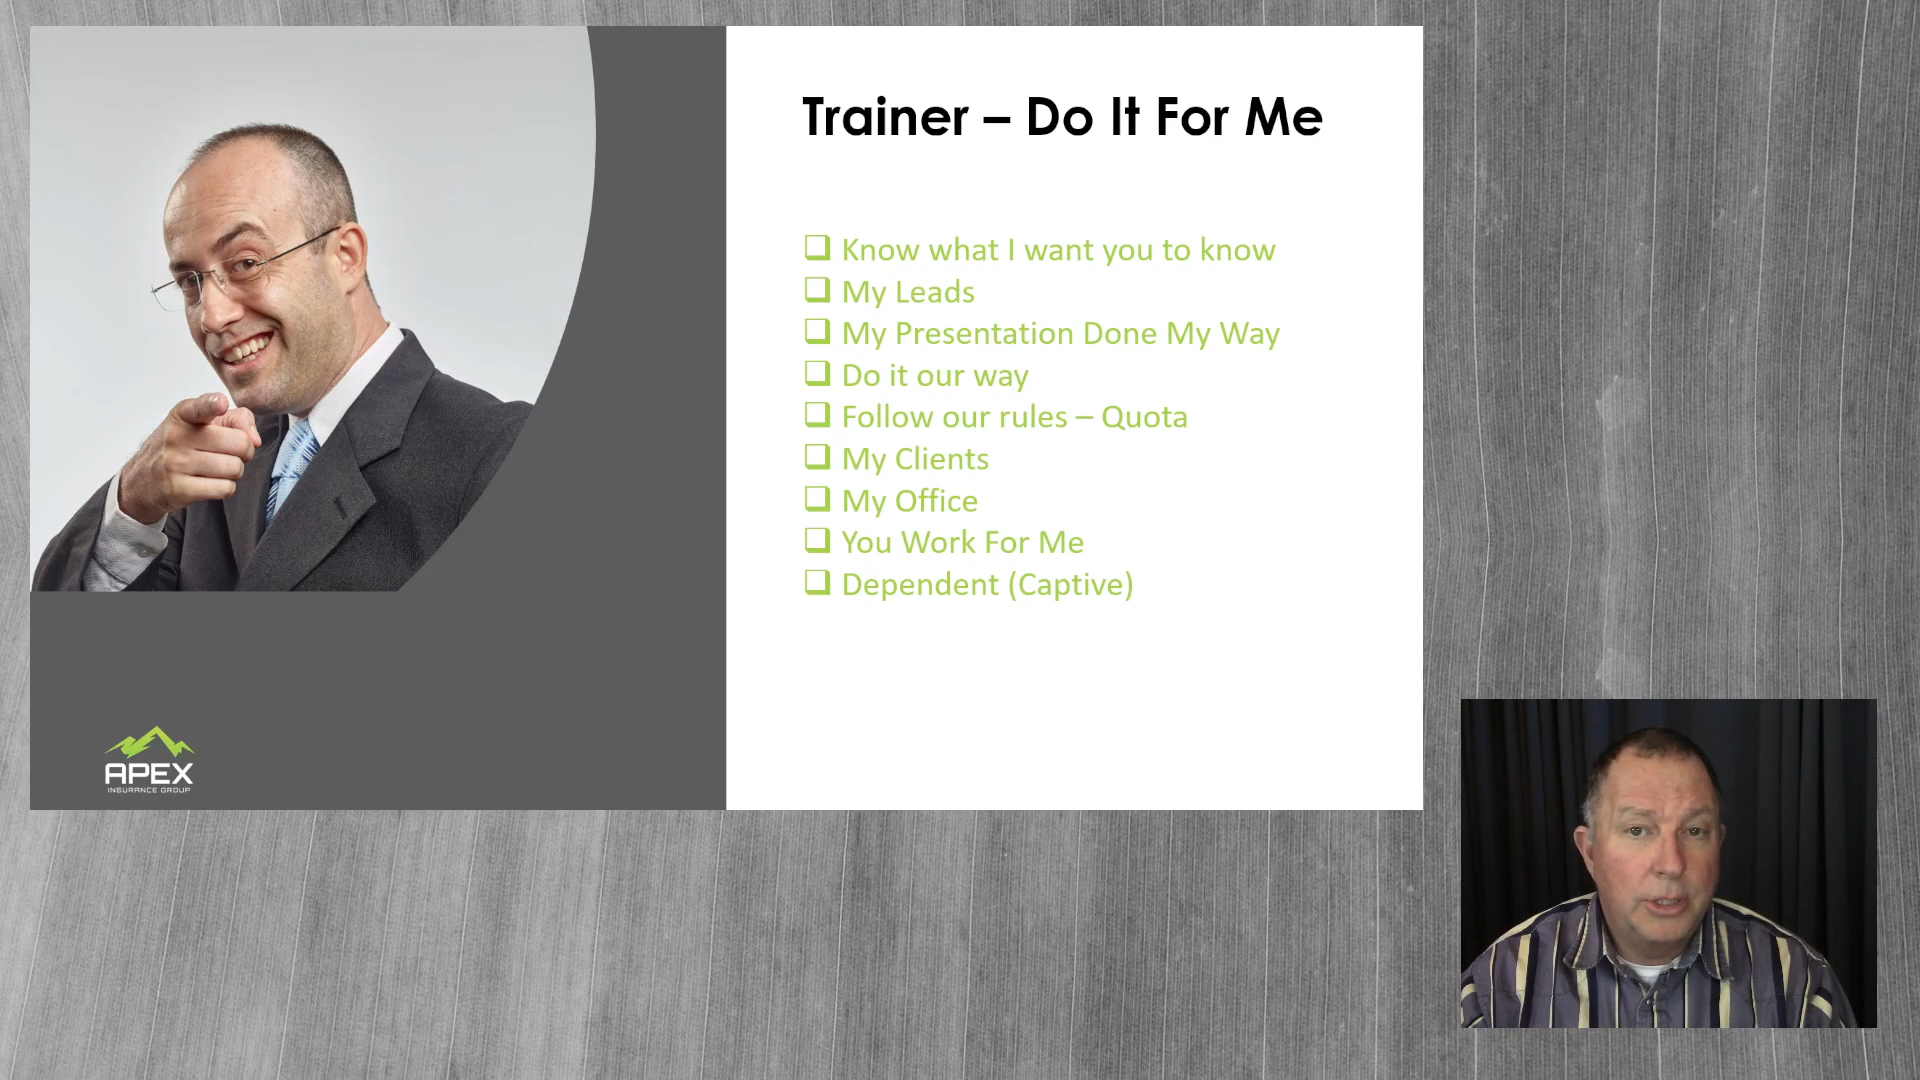 Trainer – Do It For Me
Know what I want you to know
My Leads
My Presentation Done My Way
Do it our way
Follow our rules – Quota
My Clients
My Office
You Work For Me
Dependent (Captive)
APEX
INSURANCE GROUP